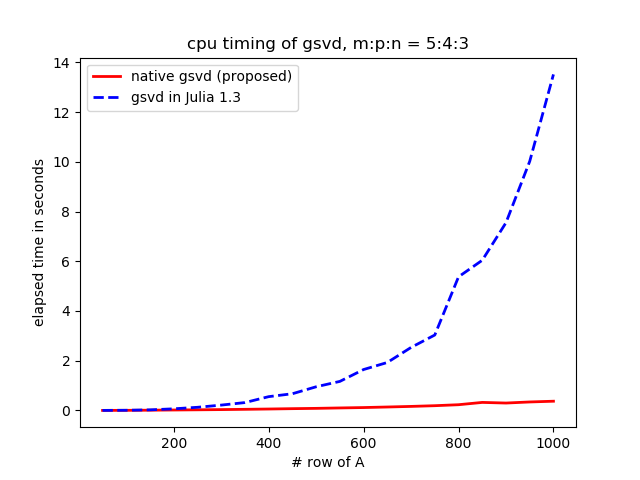 cpu timing of gsvd, m:p:n = 5:4:3
native gsvd (proposed)
gsvd in Julia 1.3
elapsed time in seconds
14
12
10
8
6
4
2
0
200 400 600 800 1000
# row of A